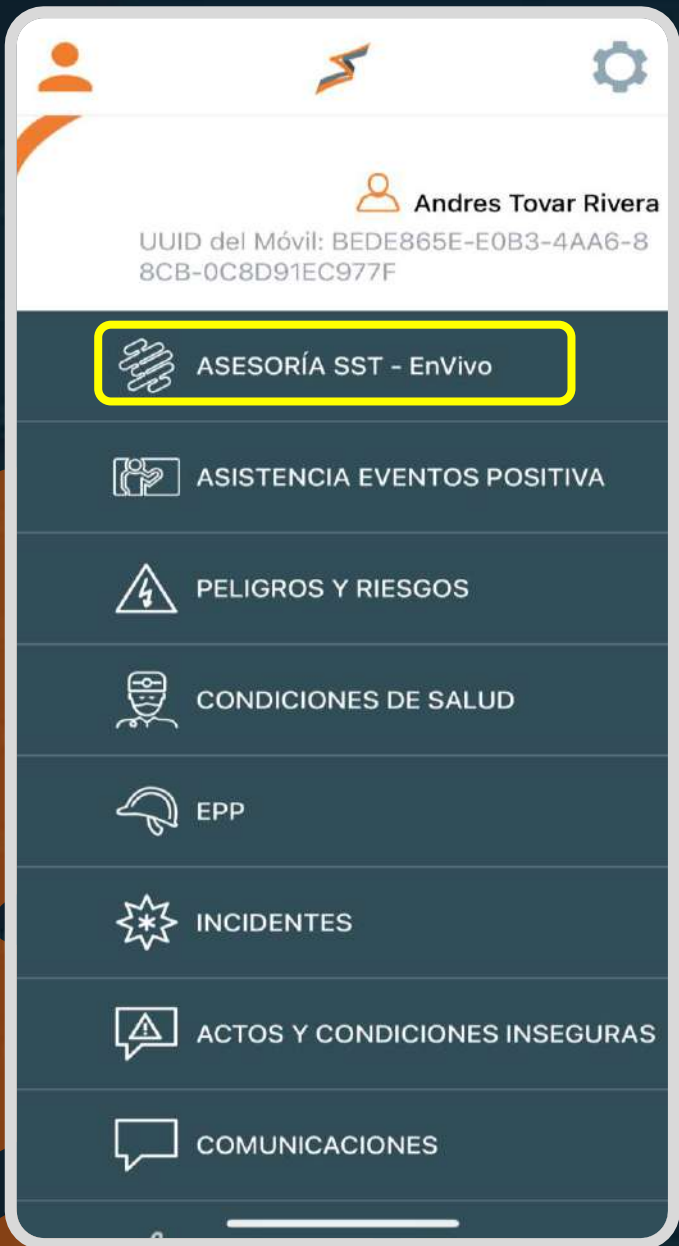 Andres Tovar Rivera
UUID del Móvil: BEDE865E-E0B3-4AA6-8
8CB-0C8D91EC977F
ASESORÍA SST - EnVivo
ASISTENCIA EVENTOS POSITIVA
PELIGROS Y RIESGOS
CONDICIONES DE SALUD
EPP
INCIDENTES
ACTOS Y CONDICIONES INSEGURAS
COMUNICACIONES